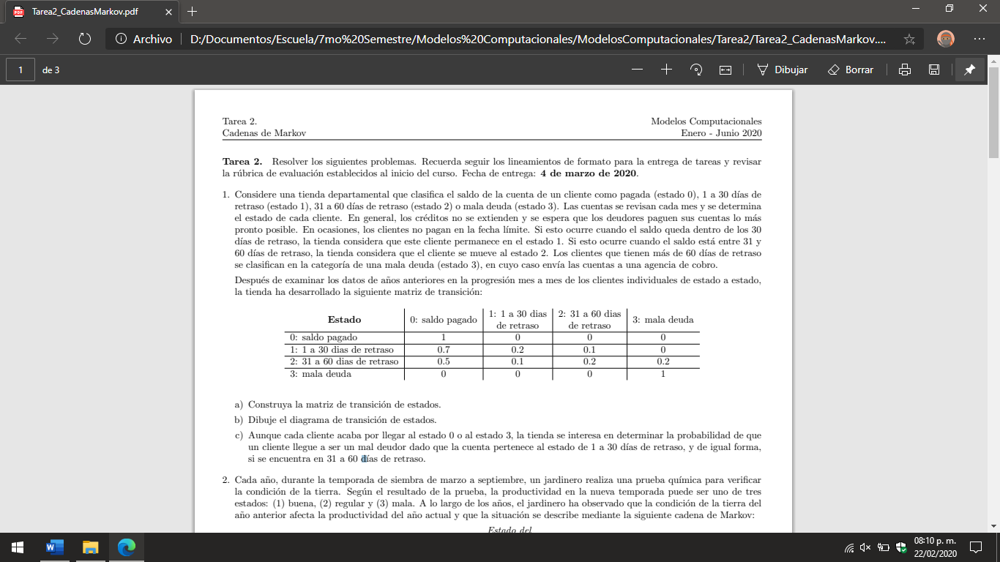 Tarea2_CadenasMarkov.pdf
Archivo D:/Documentos/Escuela/7mo%20Semestre/Modelos%20Computacionales/ModelosComputacionales/Tarea2/Tarea2_CadenasMarkov....
1 de 3 Dibujar Borrar
Tarea 2. Modelos Computacionales
Cadenas de Markov Enero - Junio 2020
Tarea 2. Resolver los siguientes problemas. Recuerda seguir los lineamientos de formato para la entrega de tareas y revisar
la rúbrica de evaluación establecidos al inicio del curso. Fecha de entrega: 4 de marzo de 2020.
1. Considere una tienda departamental que clasifica el saldo de la cuenta de un cliente como pagada (estado 0), 1 a 30 días de
retraso (estado 1), 31 a 60 días de retraso (estado 2) o mala deuda (estado 3). Las cuentas se revisan cada mes y se determina
el estado de cada cliente. En general, los créditos no se extienden y se espera que los deudores paguen sus cuentas lo más
pronto posible. En ocasiones, los clientes no pagan en la fecha límite. Si esto ocurre cuando el saldo queda dentro de los 30
días de retraso, la tienda considera que este cliente permanece en el estado 1. Si esto ocurre cuando el saldo está entre 31 y
60 días de retraso, la tienda considera que el cliente se mueve al estado 2. Los clientes que tienen más de 60 días de retraso
se clasifican en la categoría de una mala deuda (estado 3), en cuyo caso envía las cuentas a una agencia de cobro.
Después de examinar los datos de años anteriores en la progresión mes a mes de los clientes individuales de estado a estado,
la tienda ha desarrollado la siguiente matriz de transición:
Estado 0: saldo pagado 1: 1 a 30 dias de retraso 2: 31 a 60 dias de retraso 3: mala deuda
0: saldo pagado 1 0 0 0
1: 1 a 30 dias de retraso 0.7 0.2 0.1 0
2: 31 a 60 dias de retraso 0.5 0.1 0.2 0.2
3: mala deuda 0 0 0 1
a) Construya la matriz de transición de estados.
b) Dibuje el diagrama de transición de estados.
c) Aunque cada cliente acaba por llegar al estado 0 o al estado 3, la tienda se interesa en determinar la probabilidad de que
un cliente llegue a ser un mal deudor dado que la cuenta pertenece al estado de 1 a 30 días de retraso, y de igual forma,
si se encuentra en 31 a 60 días de retraso.
2. Cada año, durante la temporada de siembra de marzo a septiembre, un jardinero realiza una prueba química para verificar
la condición de la tierra. Según el resultado de la prueba, la productividad en la nueva temporada puede ser uno de tres
estados: (1) buena, (2) regular y (3) mala. A lo largo de los años, el jardinero ha observado que la condición de la tierra del
año anterior afecta la productividad del año actual y que la situación se describe mediante la siguiente cadena de Markov:
Estado del
08:10 p. m.
22/02/2020